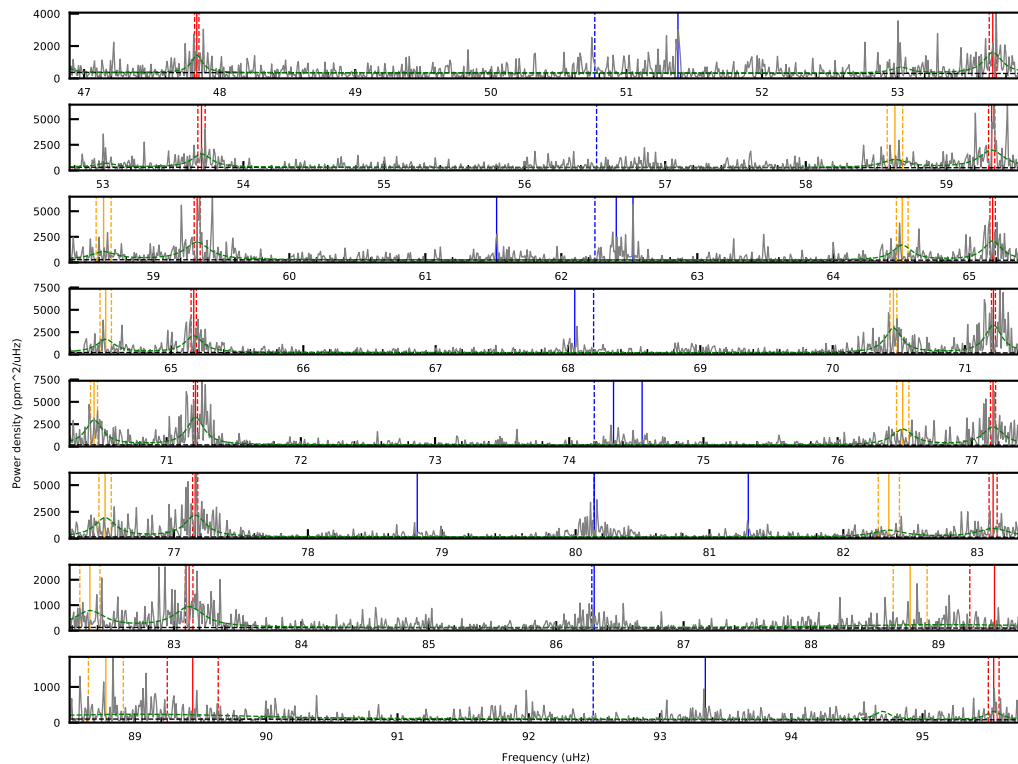 4000
2000
0
47 48 49 50 51 52 53
5000
2500
0
53 54 55 56 57 58 59
5000
2500
0
59 60 61 62 63 64 65
7500
5000
2500
0
65 66 67 68 69 70 71
7500
5000
2500
0
71 72 73 74 75 76 77
5000
2500
0
77 78 79 80 81 82 83
2000
1000
0
83 84 85 86 87 88 89
1000
0
89 90 91 92 93 94 95
Power density (ppm^2/uHz)
Frequency (uHz)